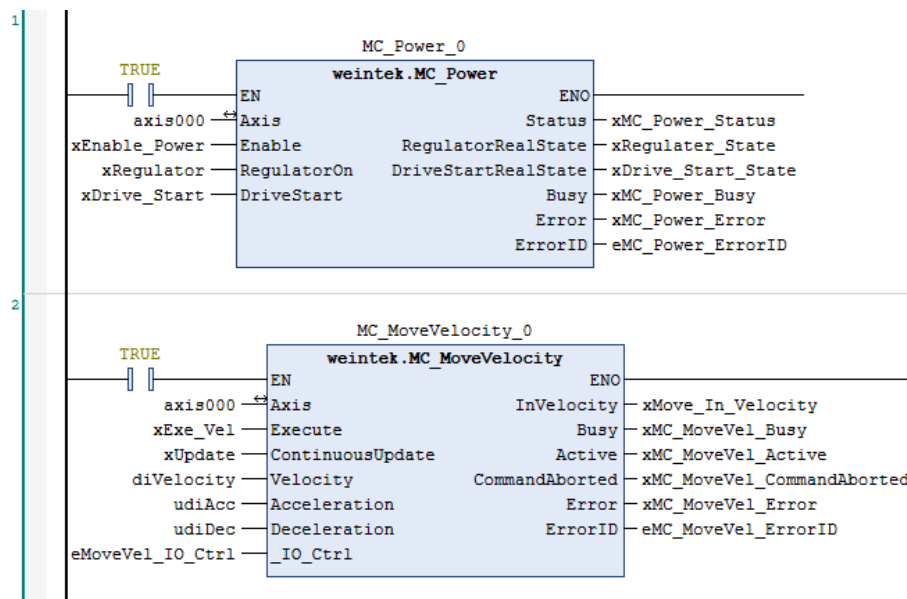 1
MC_Power_0
TRUE
weintek.MC_Power
EN ENO
axis000 Axis Status xMC_Power_Status
xEnable_Power Enable RegulatorRealState xRegulater_State
xRegulator RegulatorOn DriveStartRealState xDrive_Start_State
xDrive_Start DriveStart Busy xMC_Power_Busy
Error xMC_Power_Error
ErrorID eMC_Power_ErrorID
2
MC_MoveVelocity_0
TRUE
weintek.MC_MoveVelocity
EN ENO
axis000 Axis InVelocity xMove_In_Velocity
xExe_Vel Execute Busy xMC_MoveVel_Busy
xUpdate ContinuousUpdate Active xMC_MoveVel_Active
diVelocity Velocity CommandAborted xMC_MoveVel_CommandAborted
udiAcc Acceleration Error xMC_MoveVel_Error
udiDec Deceleration ErrorID eMC_MoveVel_ErrorID
eMoveVel_IO_Ctrl _IO_Ctrl